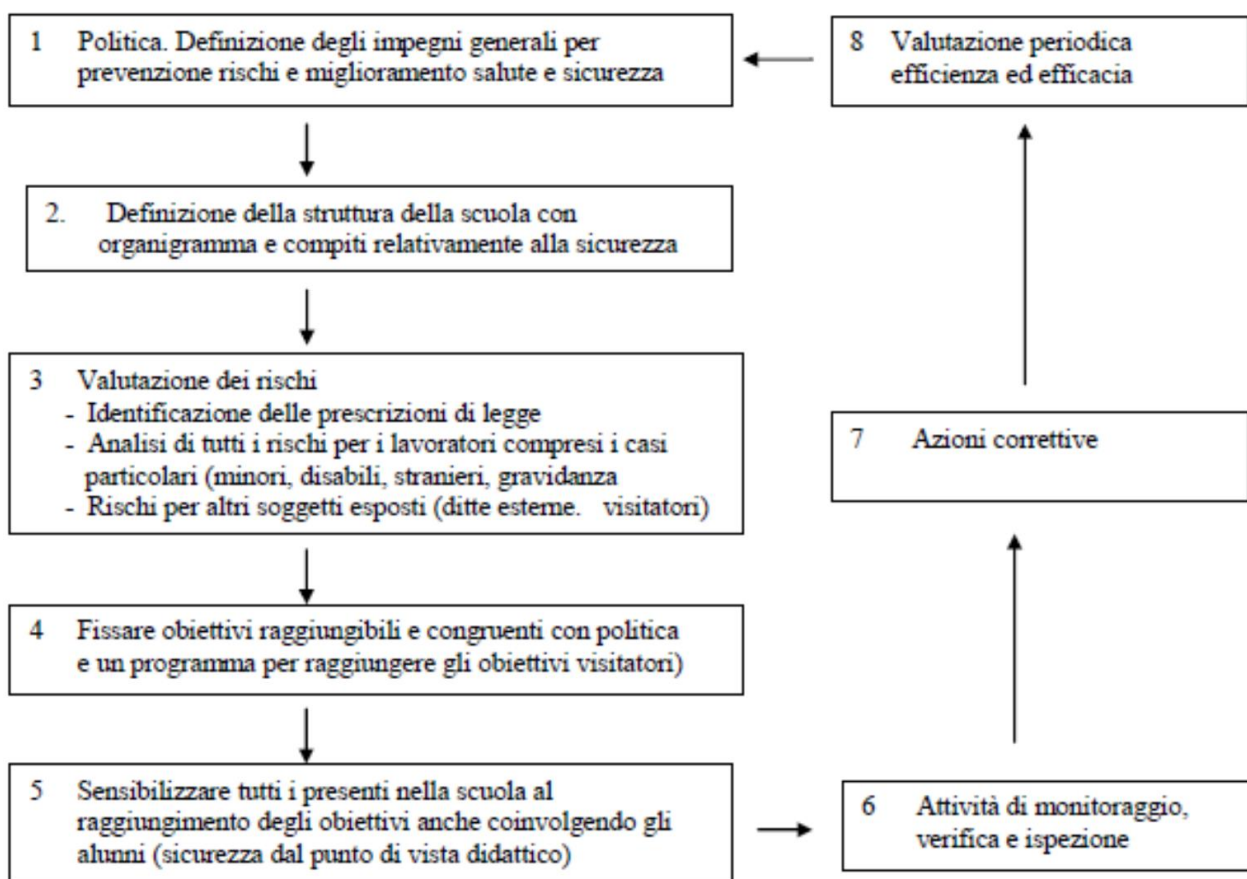 1 Politica. Definizione degli impegni generali per
prevenzione rischi e miglioramento salute e sicurezza
2. Definizione della struttura della scuola con
organigramma e compiti relativamente alla sicurezza
3 Valutazione dei rischi
- Identificazione delle prescrizioni di legge
- Analisi di tutti i rischi per i lavoratori compresi i casi
particolari (minori, disabili, stranieri, gravidanza
- Rischi per altri soggetti esposti (ditte esterne. visitatori)
4 Fissare obiettivi raggiungibili e congruenti con politica
e un programma per raggiungere gli obiettivi visitatori)
5 Sensibilizzare tutti i presenti nella scuola al
raggiungimento degli obiettivi anche coinvolgendo gli
alunni (sicurezza dal punto di vista didattico)
6 Attività di monitoraggio,
verifica e ispezione
7 Azioni correttive
8 Valutazione periodica
efficienza ed efficacia